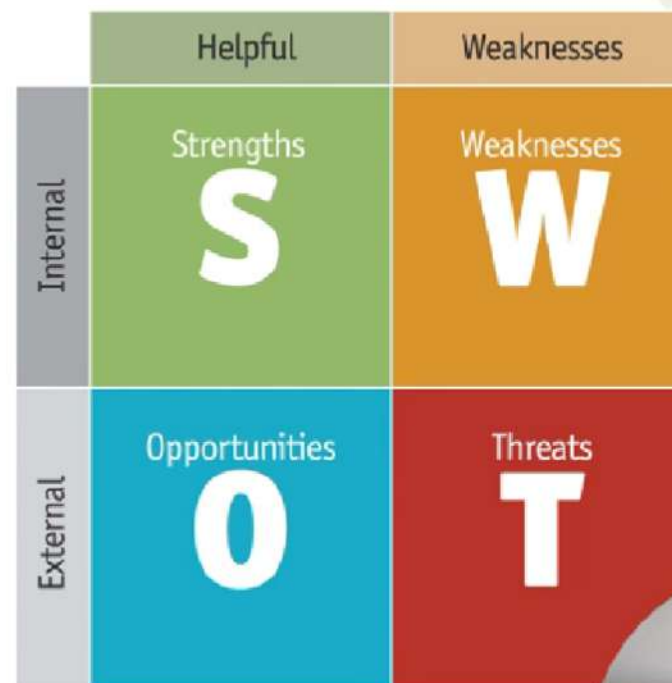 Helpful
Weaknesses
Internal
Strengths
S
Weaknesses
W
External
Opportunities
O
Threats
T